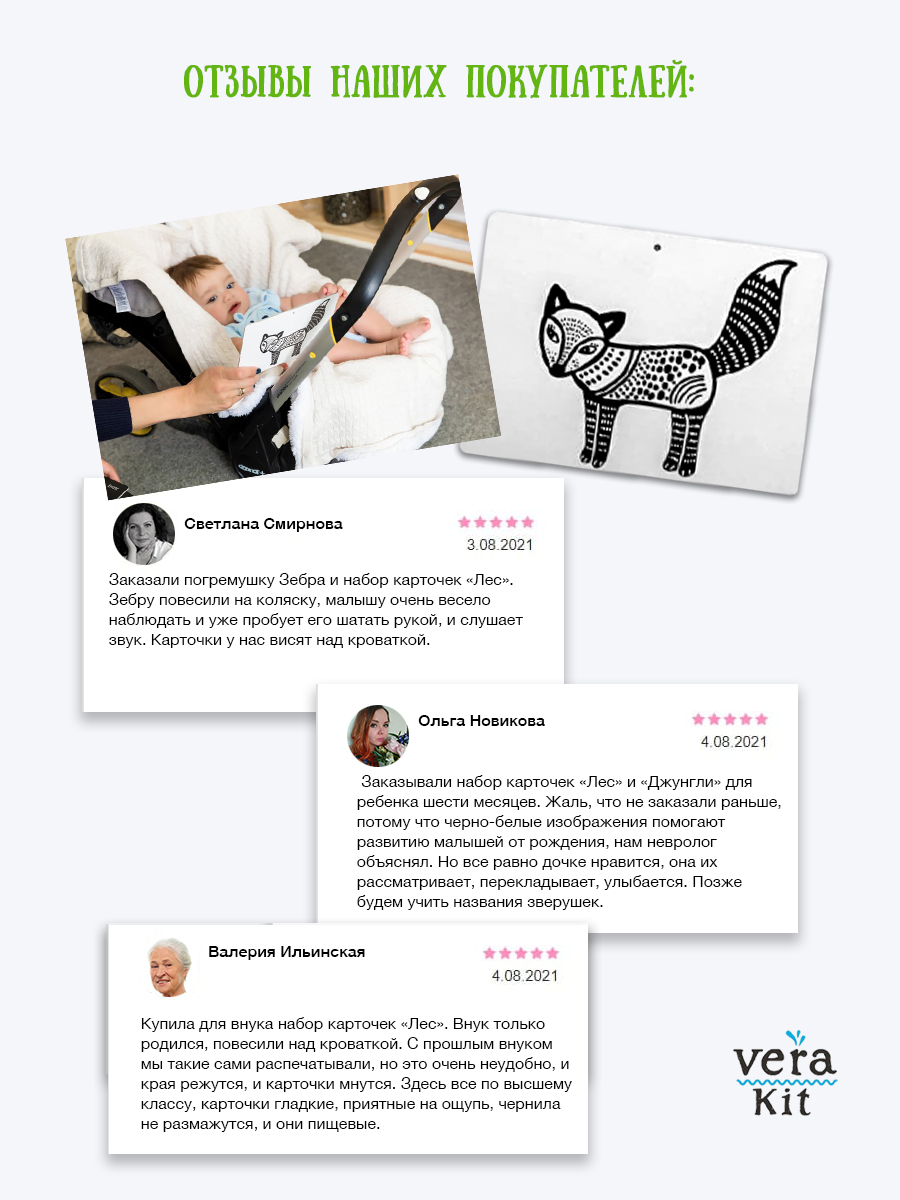 ОТЗЫВЫ НАШИХ ПОКУПАТЕЛЕЙ:
Светлана Смирнова
3.08.2021
Заказали погремушку Зебра и набор карточек «Лес».
Зебру повесили на коляску, малышу очень весело
наблюдать и уже пробует его шатать рукой, и слушает
звук. Карточки у нас висят над кроваткой.
Ольга Новикова
4.08.2021
Заказывали набор карточек «Лес» и «Джунгли» для
ребенка шести месяцев. Жаль, что не заказали раньше,
потому что черно-белые изображения помогают
развитию малышей от рождения, нам невролог
объяснял. Но все равно дочке нравится, она их
рассматривает, перекладывает, улыбается. Позже
будем учить названия зверушек.
Валерия Ильинская
4.08.2021
Купила для внука набор карточек «Лес». Внук только
родился, повесили над кроваткой. С прошлым внуком
мы такие сами распечатывали, но это очень неудобно, и
края режутся, и карточки мнутся. Здесь все по высшему
классу, карточки гладкие, приятные на ощупь, чернила
не размажутся, и они пищевые.
vera
Kit